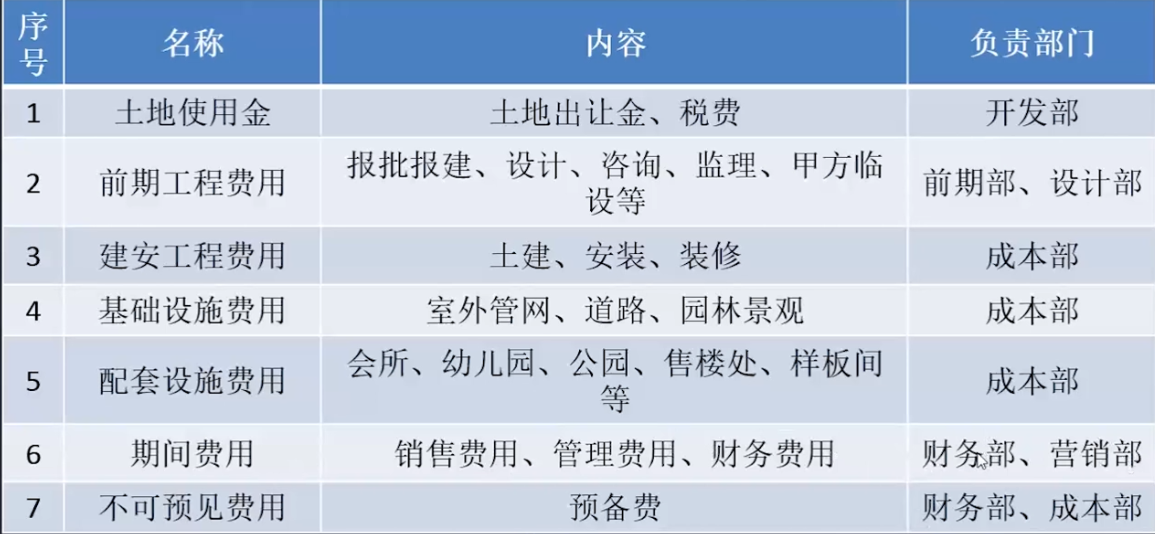 序号 名称 内容 负责部门
1 土地使用金 土地出让金、税费 开发部
2 前期工程费用 报批报建、设计、咨询、监理、甲方临设等 前期部、设计部
3 建安工程费用 土建、安装、装修 成本部
4 基础设施费用 室外管网、道路、园林景观 成本部
5 配套设施费用 会所、幼儿园、公园、售楼处、样板间等 成本部
6 期间费用 销售费用、管理费用、财务费用 财务部、营销部
7 不可预见费用 预备费 财务部、成本部